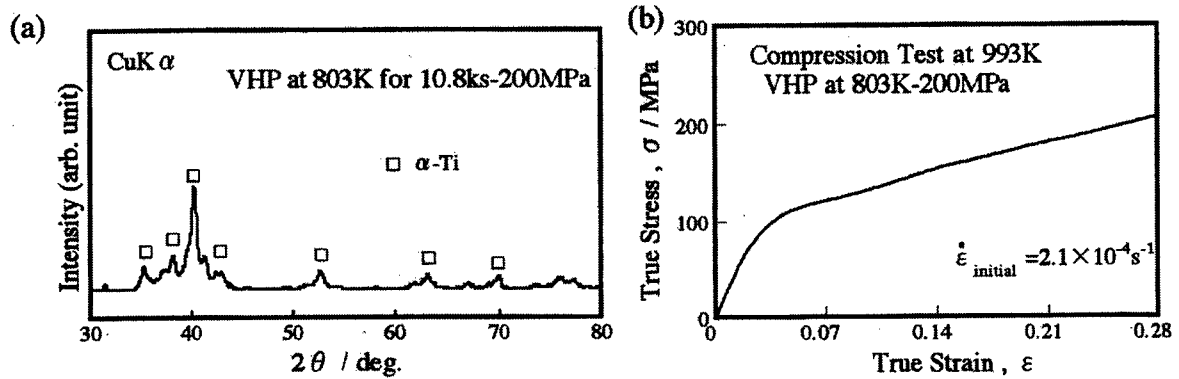 (a)
CuK α
VHP at 803K for 10.8ks-200MPa
□ α-Ti
Intensity (arb. unit)
30 40 50 60 70 80
2 θ / deg.
(b)
300
200
100
0
Compression Test at 993K
VHP at 803K-200MPa
ε̇ initial =2.1×10⁻⁴s⁻¹
True Stress , σ / MPa
0 0.07 0.14 0.21 0.28
True Strain , ε